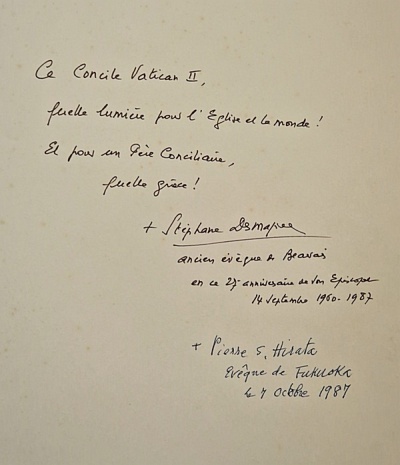 Ce Concile Vatican II,
quelle lumière pour l'Eglise et le monde !
Et pour un Père Conciliaire,
quelle grâce !
+ Stéphane Desmazieres
ancien évêque de Beauvais
en ce 27e anniversaire de son Episcopat
14 septembre 1960-1987
+ Pierre S. Hirata
Evêque de Fukuoka
le 7 octobre 1987